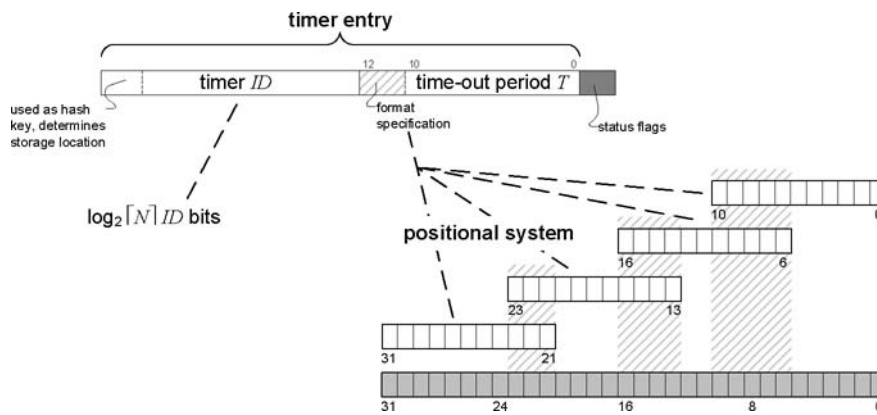 timer entry
12 10 0
timer ID
time-out period T
used as hash
key, determines
storage location
format
specification
status flags
log₂⌈N⌉ ID bits
positional system
10
16 6
23 13
31 21
31 24 16 8